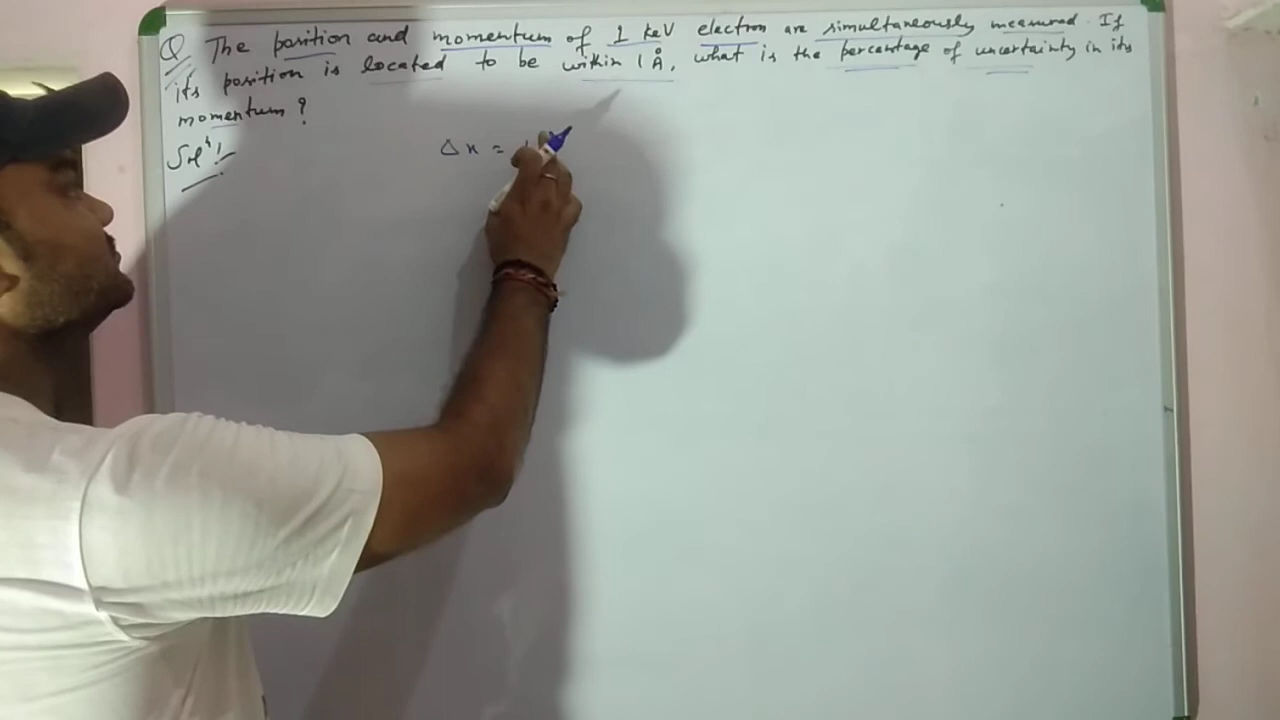 Q. The position and momentum of 1 keV electron are simultaneously measured. If
its position is located to be within 1 Å, what is the percentage of uncertainty in its
momentum?
Solⁿ:
Δx =